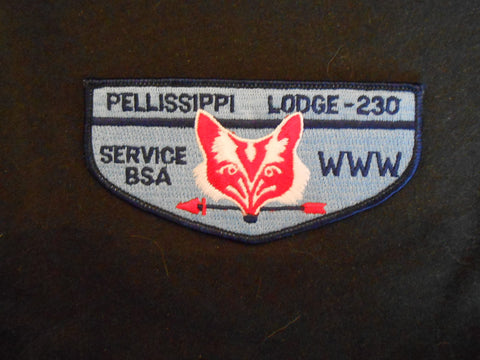 PELLISSIPPI LODGE-230
SERVICE WWW
BSA